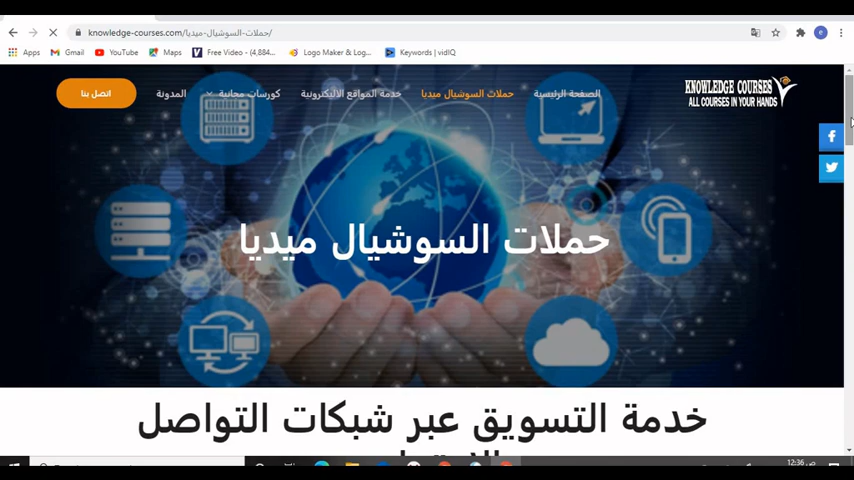 knowledge-courses.com/حملات-السوشيال-ميديا/
Apps
Gmail
YouTube
Maps
Free Video - (4,884...
Logo Maker & Log...
Keywords | vidIQ
KNOWLEDGE COURSES
ALL COURSES IN YOUR HANDS
الصفحة الرئيسية
حملات السوشيال ميديا
خدمة المواقع الاليكترونية
كورسات مجانية
المدونة
اتصل بنا
حملات السوشيال ميديا
خدمة التسويق عبر شبكات التواصل
12:36 ص